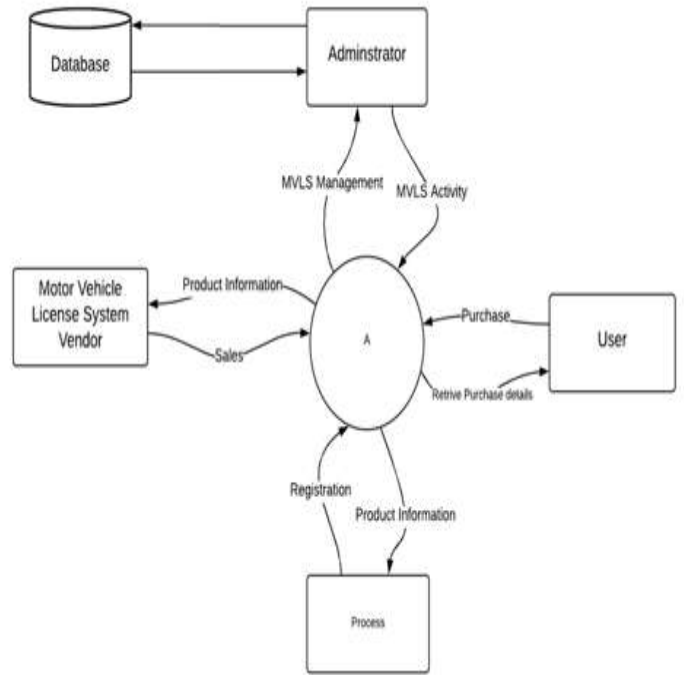 Database
Adminstrator
MVLS Management
MVLS Activity
Motor Vehicle
License System
Vendor
Product Information
Sales
A
Purchase
Retrive Purchase details
User
Registration
Product Information
Process